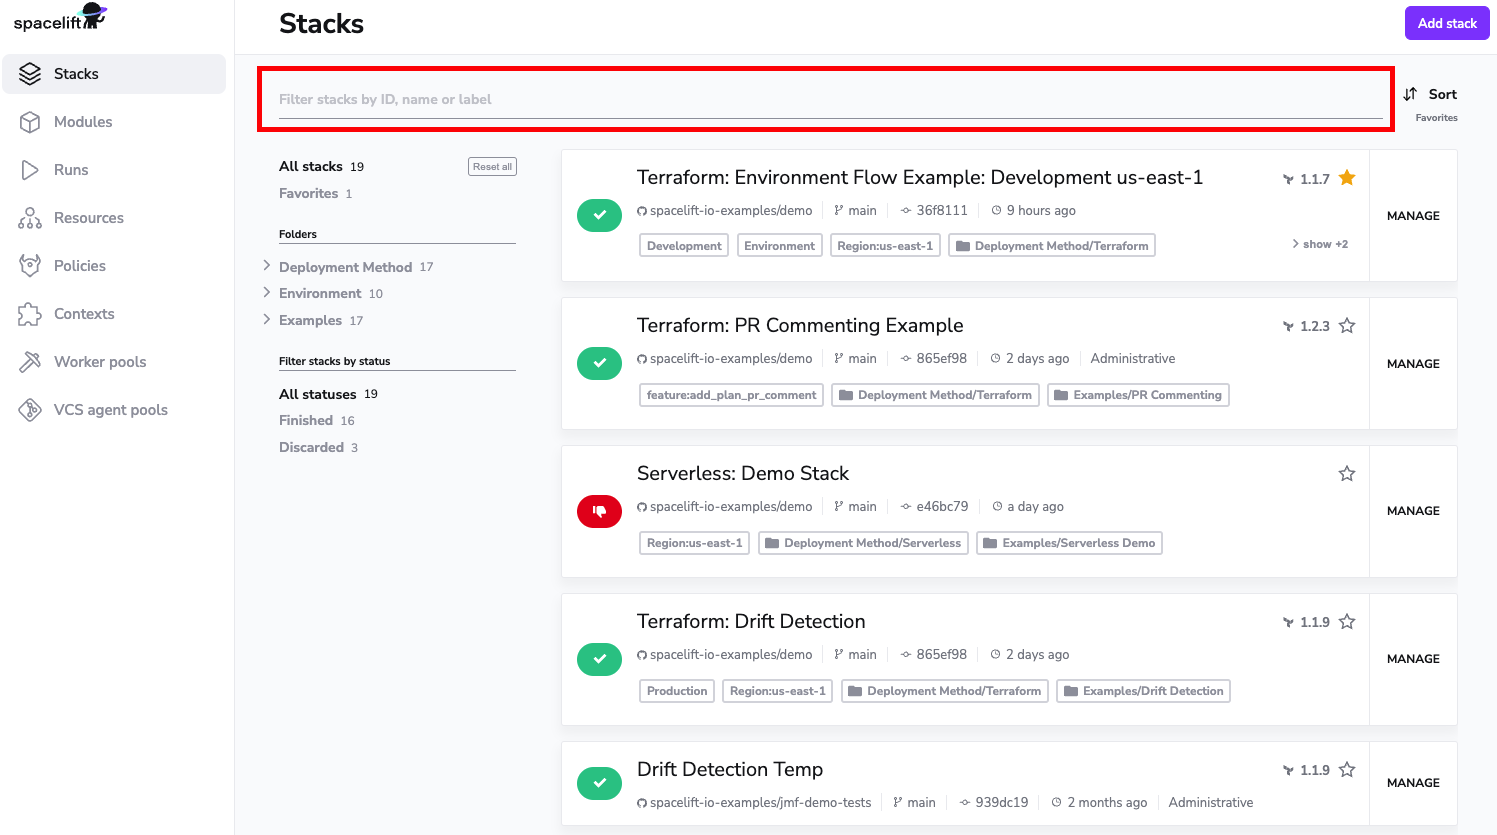 spacelift
Stacks
Modules
Runs
Resources
Policies
Contexts
Worker pools
VCS agent pools
Stacks
Add stack
Filter stacks by ID, name or label
Sort
Favorites
All stacks 19
Reset all
Favorites 1
Folders
Deployment Method 17
Environment 10
Examples 17
Filter stacks by status
All statuses 19
Finished 16
Discarded 3
Terraform: Environment Flow Example: Development us-east-1
1.1.7
spacelift-io-examples/demo main 36f8111 9 hours ago
MANAGE
Development Environment Region:us-east-1 Deployment Method/Terraform
show +2
Terraform: PR Commenting Example
1.2.3
spacelift-io-examples/demo main 865ef98 2 days ago Administrative
MANAGE
feature:add_plan_pr_comment Deployment Method/Terraform Examples/PR Commenting
Serverless: Demo Stack
spacelift-io-examples/demo main e46bc79 a day ago
MANAGE
Region:us-east-1 Deployment Method/Serverless Examples/Serverless Demo
Terraform: Drift Detection
1.1.9
spacelift-io-examples/demo main 865ef98 2 days ago
MANAGE
Production Region:us-east-1 Deployment Method/Terraform Examples/Drift Detection
Drift Detection Temp
1.1.9
MANAGE
spacelift-io-examples/jmf-demo-tests main 939dc19 2 months ago Administrative